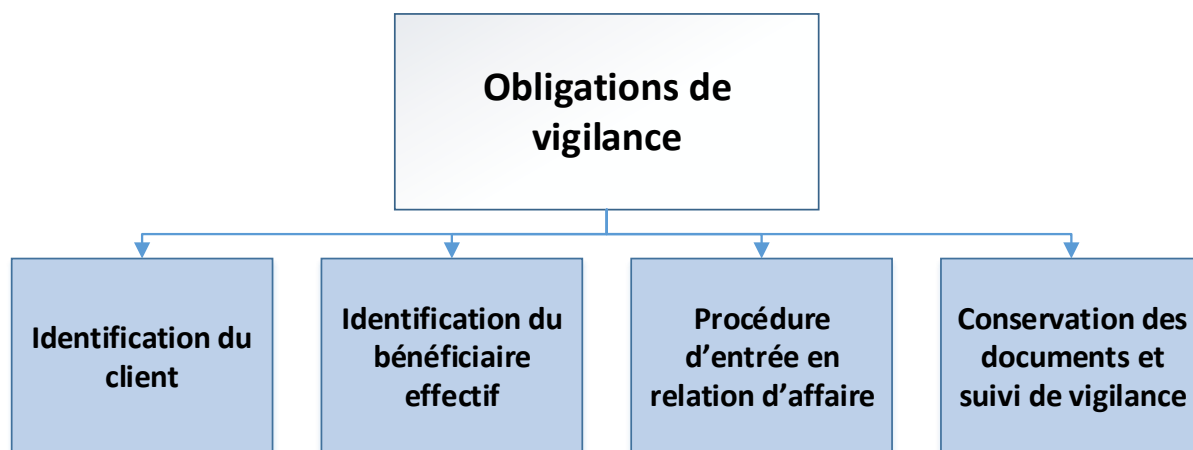 Obligations de
vigilance
Identification du
client
Identification du
bénéficiaire
effectif
Procédure
d’entrée en
relation d’affaire
Conservation des
documents et
suivi de vigilance